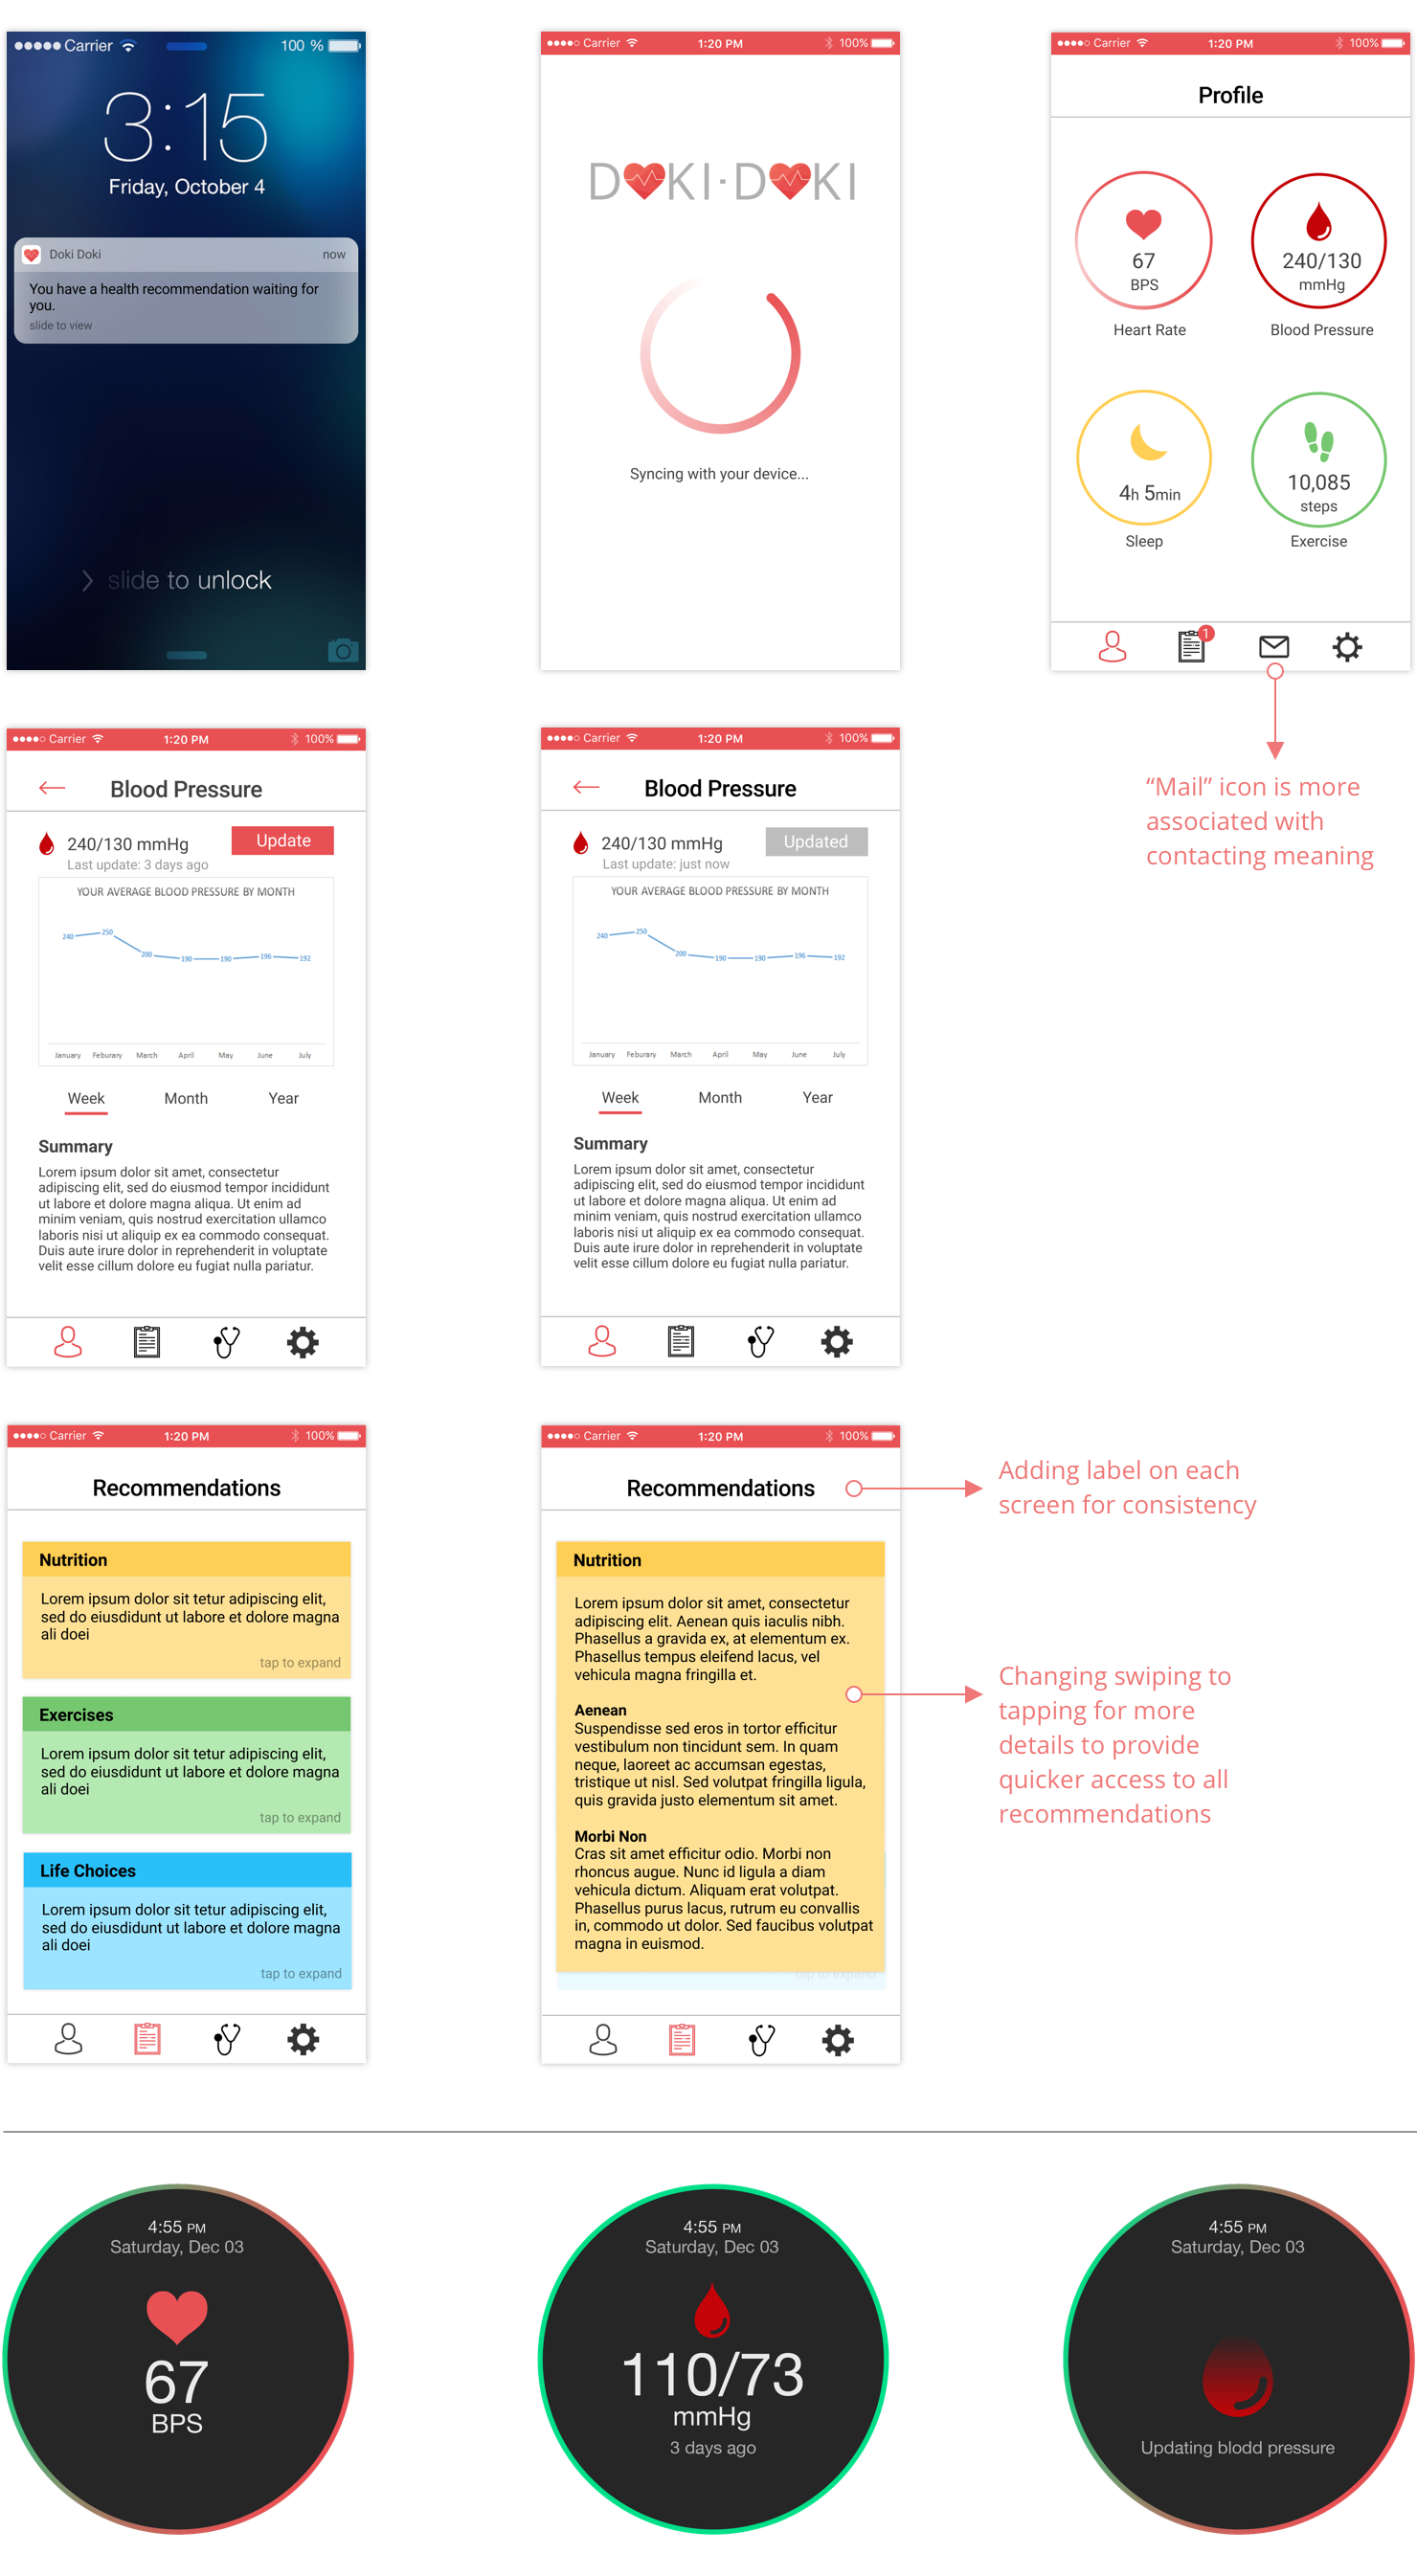 Carrier 100 %
3:15
Friday, October 4
Doki Doki now
You have a health recommendation waiting for
you.
slide to view
slide to unlock
Carrier 1:20 PM 100%
D KI·D KI
Syncing with your device...
Carrier 1:20 PM 100%
Profile
67
BPS
Heart Rate
240/130
mmHg
Blood Pressure
4h 5min
Sleep
10,085
steps
Exercise
1
“Mail” icon is more
associated with
contacting meaning
Carrier 1:20 PM 100%
Blood Pressure
240/130 mmHg Update
Last update: 3 days ago
YOUR AVERAGE BLOOD PRESSURE BY MONTH
240 250 200 190 190 196 192
January Feburary March April May June July
Week Month Year
Summary
Lorem ipsum dolor sit amet, consectetur
adipiscing elit, sed do eiusmod tempor incididunt
ut labore et dolore magna aliqua. Ut enim ad
minim veniam, quis nostrud exercitation ullamco
laboris nisi ut aliquip ex ea commodo consequat.
Duis aute irure dolor in reprehenderit in voluptate
velit esse cillum dolore eu fugiat nulla pariatur.
Carrier 1:20 PM 100%
Blood Pressure
240/130 mmHg Updated
Last update: just now
YOUR AVERAGE BLOOD PRESSURE BY MONTH
240 250 200 190 190 196 192
January Feburary March April May June July
Week Month Year
Summary
Lorem ipsum dolor sit amet, consectetur
adipiscing elit, sed do eiusmod tempor incididunt
ut labore et dolore magna aliqua. Ut enim ad
minim veniam, quis nostrud exercitation ullamco
laboris nisi ut aliquip ex ea commodo consequat.
Duis aute irure dolor in reprehenderit in voluptate
velit esse cillum dolore eu fugiat nulla pariatur.
Carrier 1:20 PM 100%
Recommendations
Nutrition
Lorem ipsum dolor sit tetur adipiscing elit,
sed do eiusdidunt ut labore et dolore magna
ali doei
tap to expand
Exercises
Lorem ipsum dolor sit tetur adipiscing elit,
sed do eiusdidunt ut labore et dolore magna
ali doei
tap to expand
Life Choices
Lorem ipsum dolor sit tetur adipiscing elit,
sed do eiusdidunt ut labore et dolore magna
ali doei
tap to expand
Carrier 1:20 PM 100%
Recommendations
Nutrition
Lorem ipsum dolor sit amet, consectetur
adipiscing elit. Aenean quis iaculis nibh.
Phasellus a gravida ex, at elementum ex.
Phasellus tempus eleifend lacus, vel
vehicula magna fringilla et.
Aenean
Suspendisse sed eros in tortor efficitur
vestibulum non tincidunt sem. In quam
neque, laoreet ac accumsan egestas,
tristique ut nisl. Sed volutpat fringilla ligula,
quis gravida justo elementum sit amet.
Morbi Non
Cras sit amet efficitur odio. Morbi non
rhoncus augue. Nunc id ligula a diam
vehicula dictum. Aliquam erat volutpat.
Phasellus purus lacus, rutrum eu convallis
in, commodo ut dolor. Sed faucibus volutpat
magna in euismod.
tap to expand
Adding label on each
screen for consistency
Changing swiping to
tapping for more
details to provide
quicker access to all
recommendations
4:55 PM
Saturday, Dec 03
67
BPS
4:55 PM
Saturday, Dec 03
110/73
mmHg
3 days ago
4:55 PM
Saturday, Dec 03
Updating blodd pressure